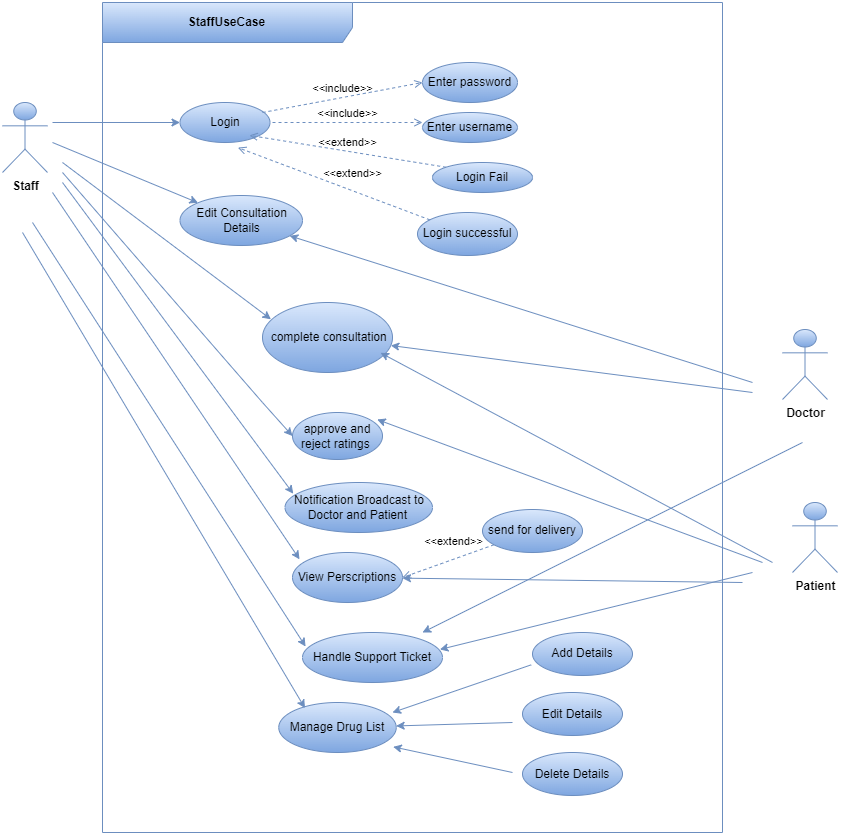 StaffUseCase
Staff
Login
<<include>>
Enter password
<<include>>
Enter username
<<extend>>
Login Fail
<<extend>>
Login successful
Edit Consultation
Details
complete consultation
Doctor
approve and
reject ratings
Notification Broadcast to
Doctor and Patient
send for delivery
<<extend>>
View Perscriptions
Patient
Handle Support Ticket
Add Details
Manage Drug List
Edit Details
Delete Details